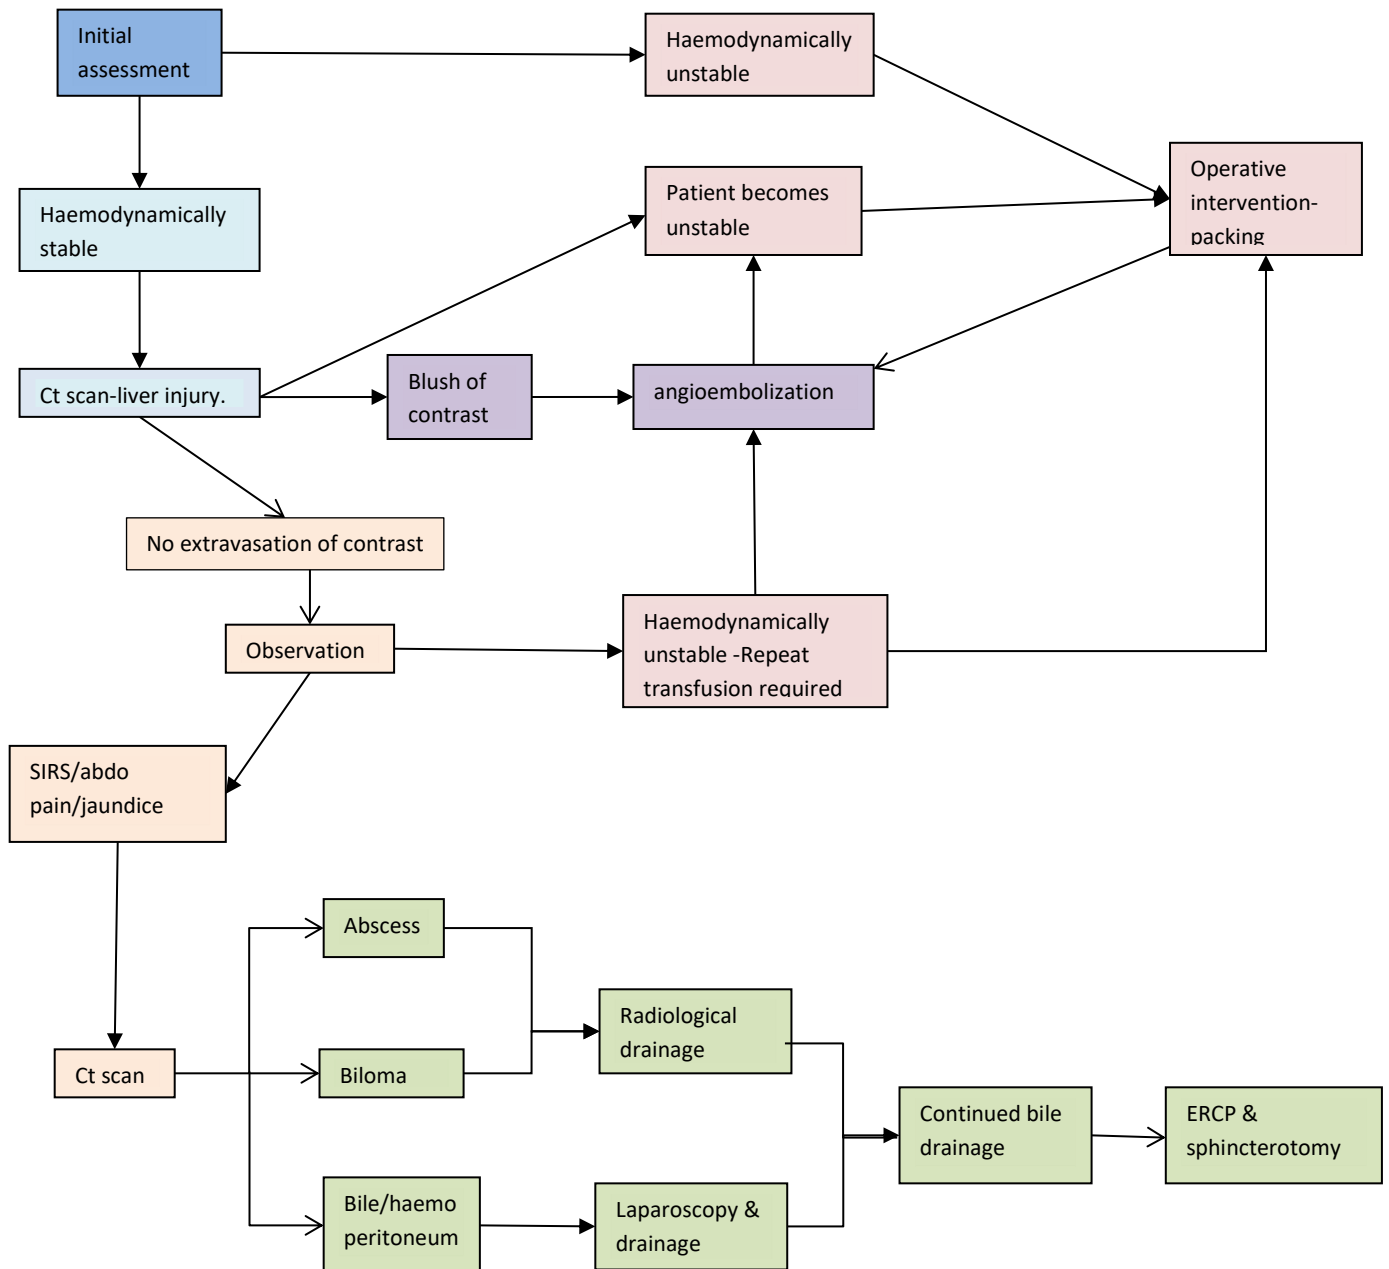 Initial
assessment
Haemodynamically
unstable
Operative
intervention-
packing
Haemodynamically
stable
Patient becomes
unstable
Ct scan-liver injury.
Blush of
contrast
angioembolization
No extravasation of contrast
Observation
Haemodynamically
unstable -Repeat
transfusion required
SIRS/abdo
pain/jaundice
Abscess
Radiological
drainage
Ct scan
Biloma
Continued bile
drainage
ERCP &
sphincterotomy
Bile/haemo
peritoneum
Laparoscopy &
drainage